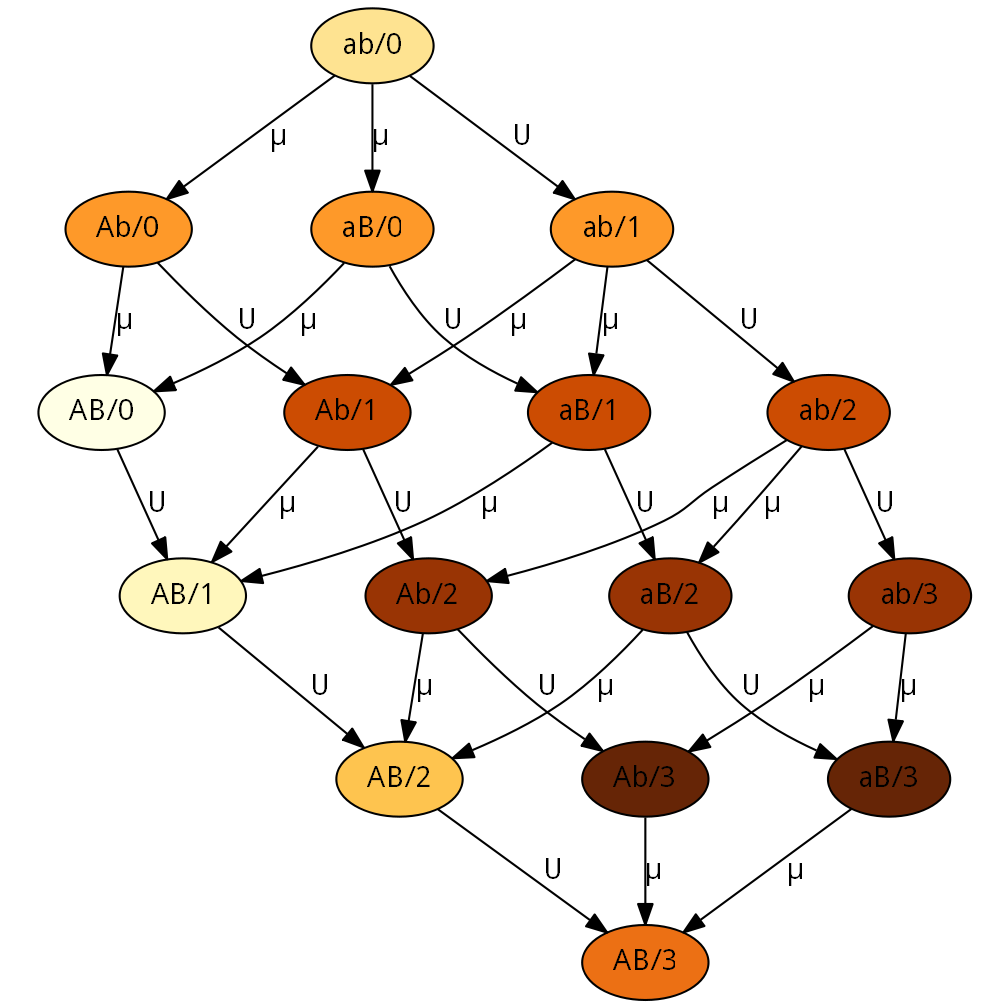 ab/0
µ µ U
Ab/0 aB/0 ab/1
µ U µ U µ µ U
AB/0 Ab/1 aB/1 ab/2
U µ U µ U µ µ U
AB/1 Ab/2 aB/2 ab/3
U µ U µ U µ µ
AB/2 Ab/3 aB/3
U µ µ
AB/3